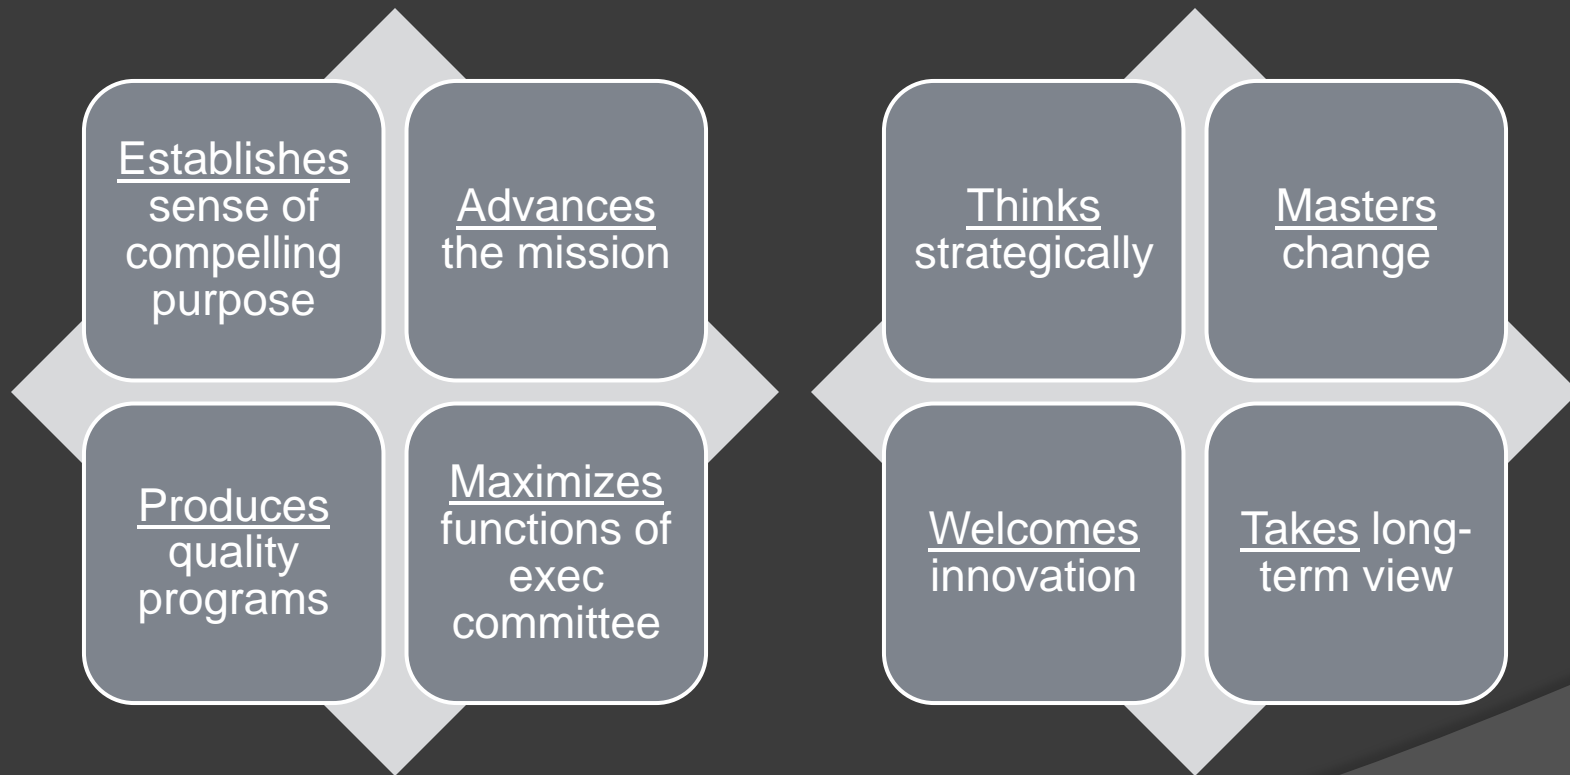 Establishes
sense of
compelling
purpose
Advances
the mission
Produces
quality
programs
Maximizes
functions of
exec
committee
Thinks
strategically
Masters
change
Welcomes
innovation
Takes long-
term view